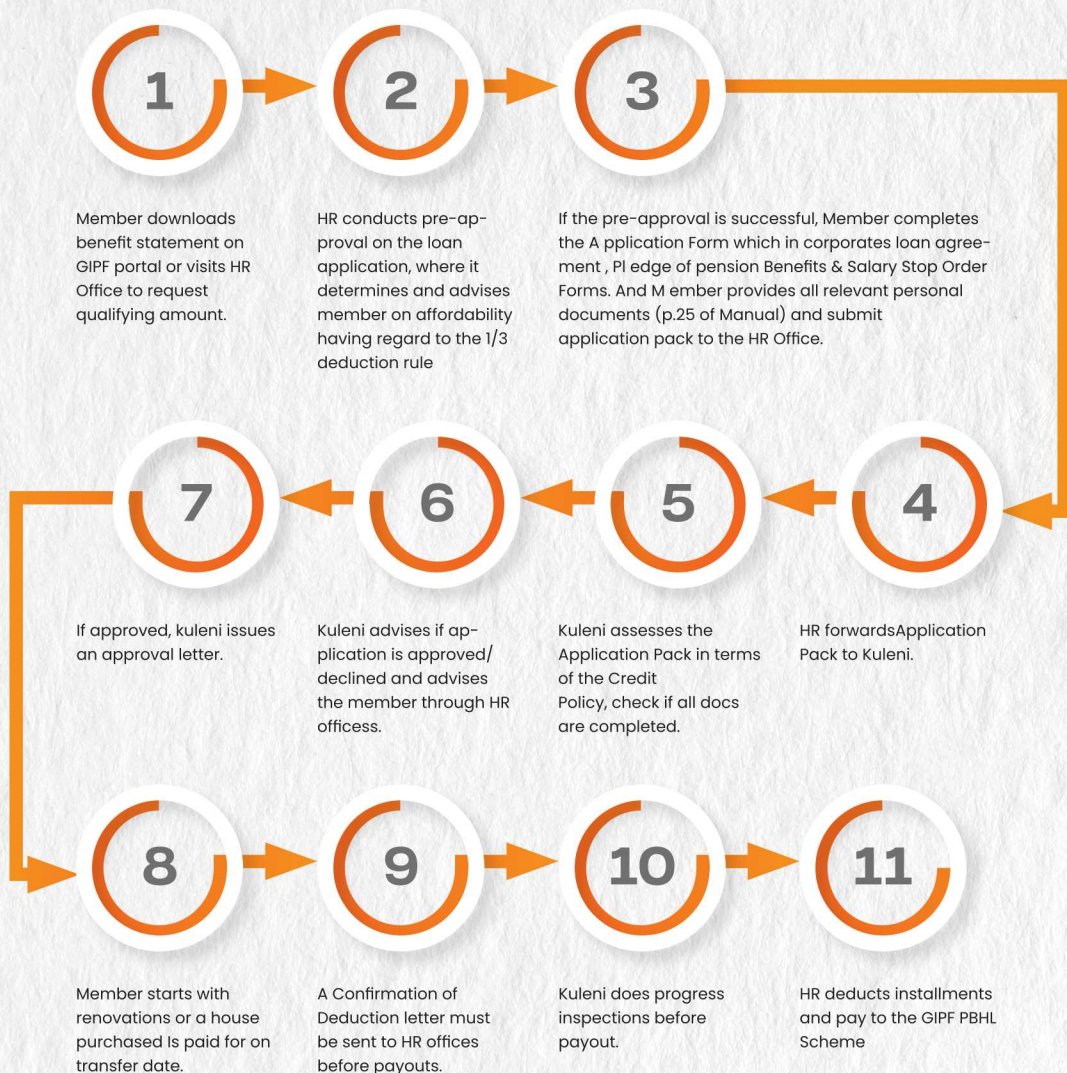 1
2
3
Member downloads
benefit statement on
GIPF portal or visits HR
Office to request
qualifying amount.
HR conducts pre-ap-
proval on the loan
application, where it
determines and advises
member on affordability
having regard to the 1/3
deduction rule
If the pre-approval is successful, Member completes
the A pplication Form which in corporates loan agree-
ment , Pl edge of pension Benefits & Salary Stop Order
Forms. And M ember provides all relevant personal
documents (p.25 of Manual) and submit
application pack to the HR Office.
7
6
5
4
If approved, kuleni issues
an approval letter.
Kuleni advises if ap-
plication is approved/
declined and advises
the member through HR
officess.
Kuleni assesses the
Application Pack in terms
of the Credit
Policy, check if all docs
are completed.
HR forwardsApplication
Pack to Kuleni.
8
9
10
11
Member starts with
renovations or a house
purchased Is paid for on
transfer date.
A Confirmation of
Deduction letter must
be sent to HR offices
before payouts.
Kuleni does progress
inspections before
payout.
HR deducts installments
and pay to the GIPF PBHL
Scheme